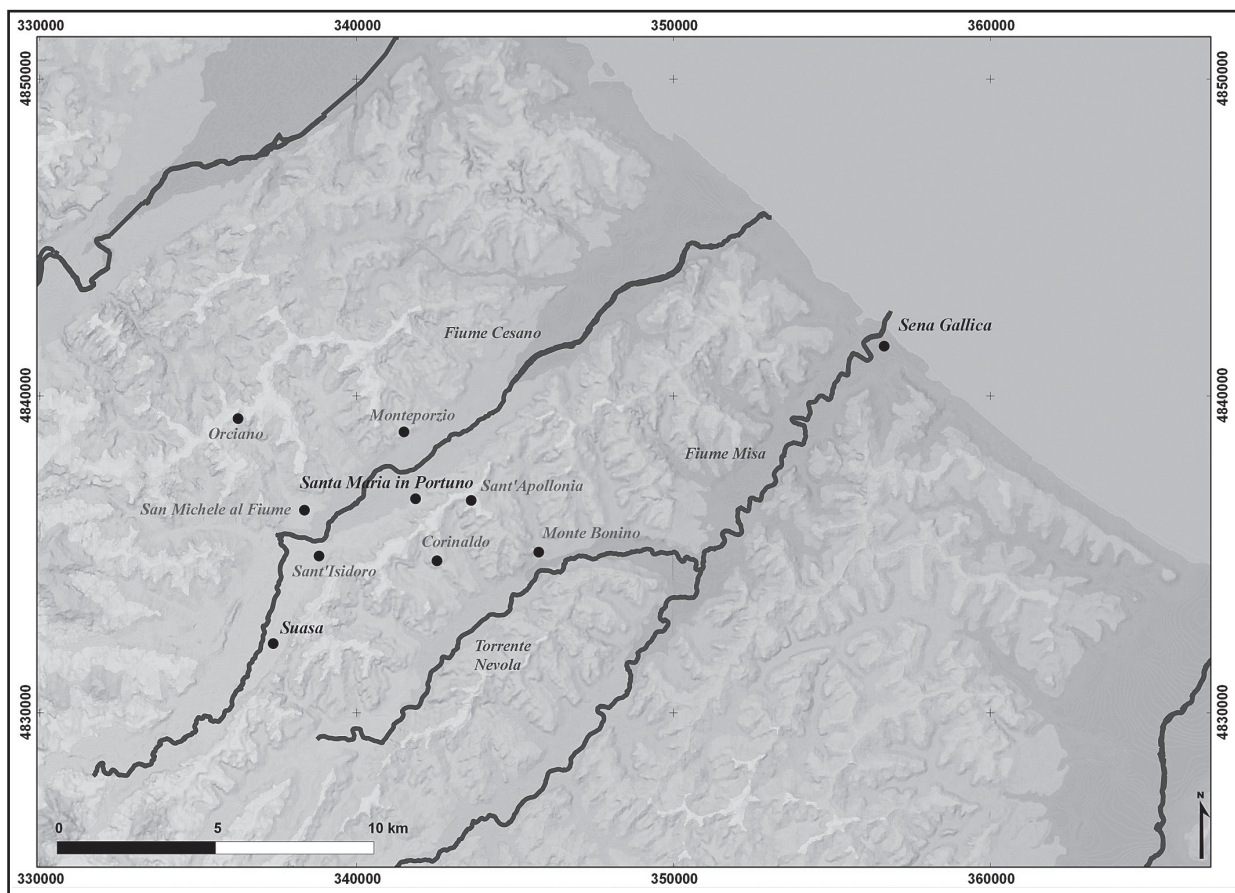 330000
340000
350000
360000
4850000
4850000
Sena Gallica
Fiume Cesano
4840000
4840000
Monteporzio
Orciano
Fiume Misa
Santa Maria in Portuno
Sant'Apollonia
San Michele al Fiume
Monte Bonino
Corinaldo
Sant'Isidoro
Suasa
Torrente
Nevola
4830000
4830000
N
0 5 10 km
330000
340000
350000
360000